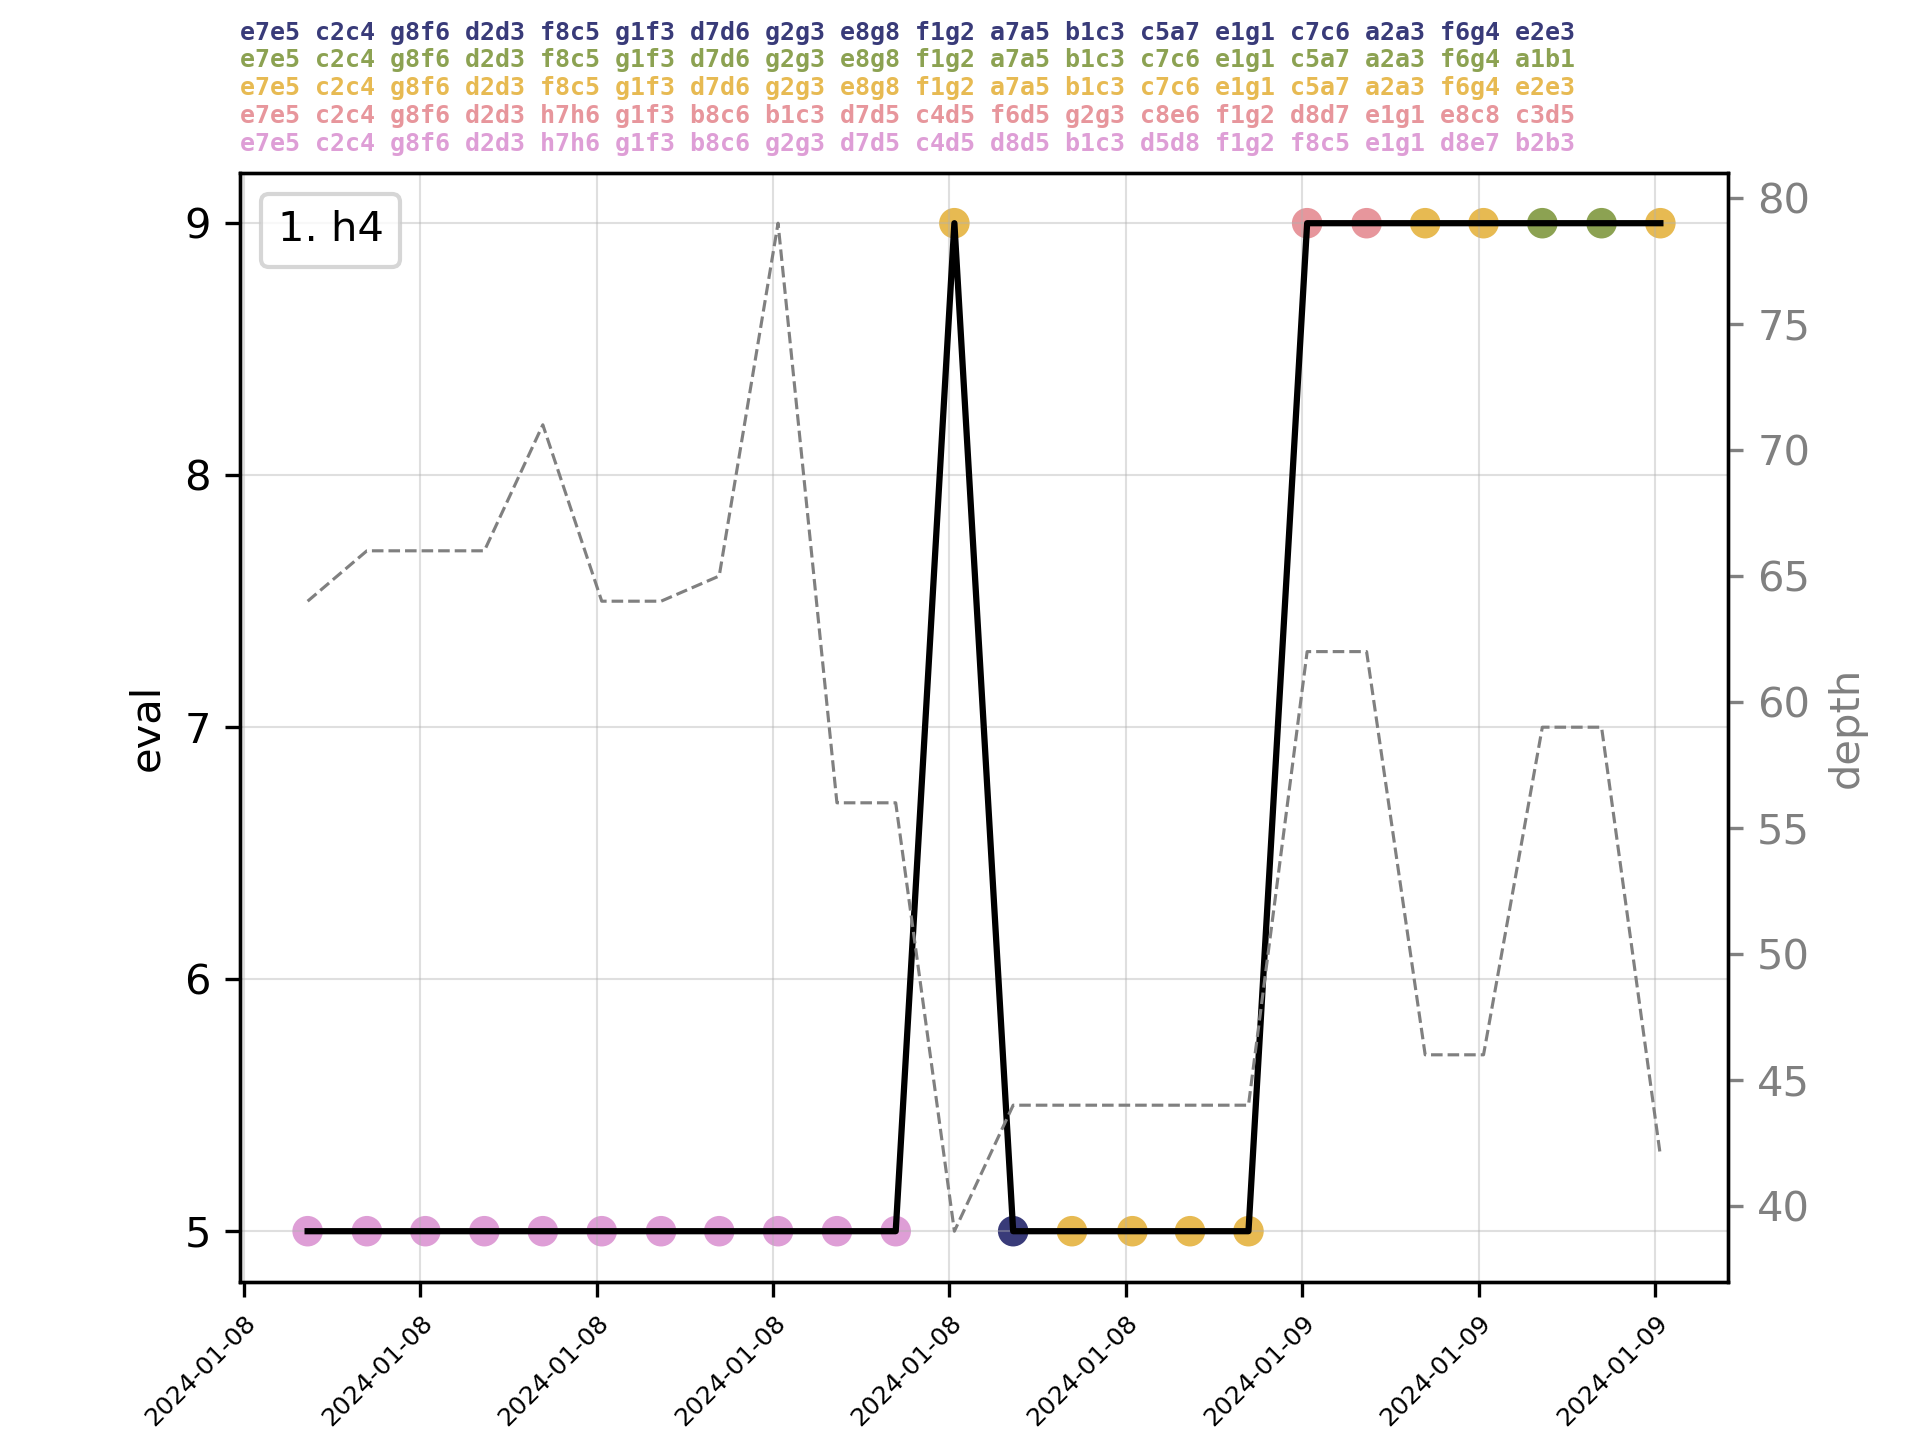 e7e5 c2c4 g8f6 d2d3 f8c5 g1f3 d7d6 g2g3 e8g8 f1g2 a7a5 b1c3 c5a7 e1g1 c7c6 a2a3 f6g4 e2e3
e7e5 c2c4 g8f6 d2d3 f8c5 g1f3 d7d6 g2g3 e8g8 f1g2 a7a5 b1c3 c7c6 e1g1 c5a7 a2a3 f6g4 a1b1
e7e5 c2c4 g8f6 d2d3 f8c5 g1f3 d7d6 g2g3 e8g8 f1g2 a7a5 b1c3 c7c6 e1g1 c5a7 a2a3 f6g4 e2e3
e7e5 c2c4 g8f6 d2d3 h7h6 g1f3 b8c6 b1c3 d7d5 c4d5 f6d5 g2g3 c8e6 f1g2 d8d7 e1g1 e8c8 c3d5
e7e5 c2c4 g8f6 d2d3 h7h6 g1f3 b8c6 g2g3 d7d5 c4d5 d8d5 b1c3 d5d8 f1g2 f8c5 e1g1 d8e7 b2b3
1. h4
9
8
7
6
5
eval
80
75
70
65
60
55
50
45
40
depth
2024-01-08
2024-01-08
2024-01-08
2024-01-08
2024-01-08
2024-01-08
2024-01-09
2024-01-09
2024-01-09